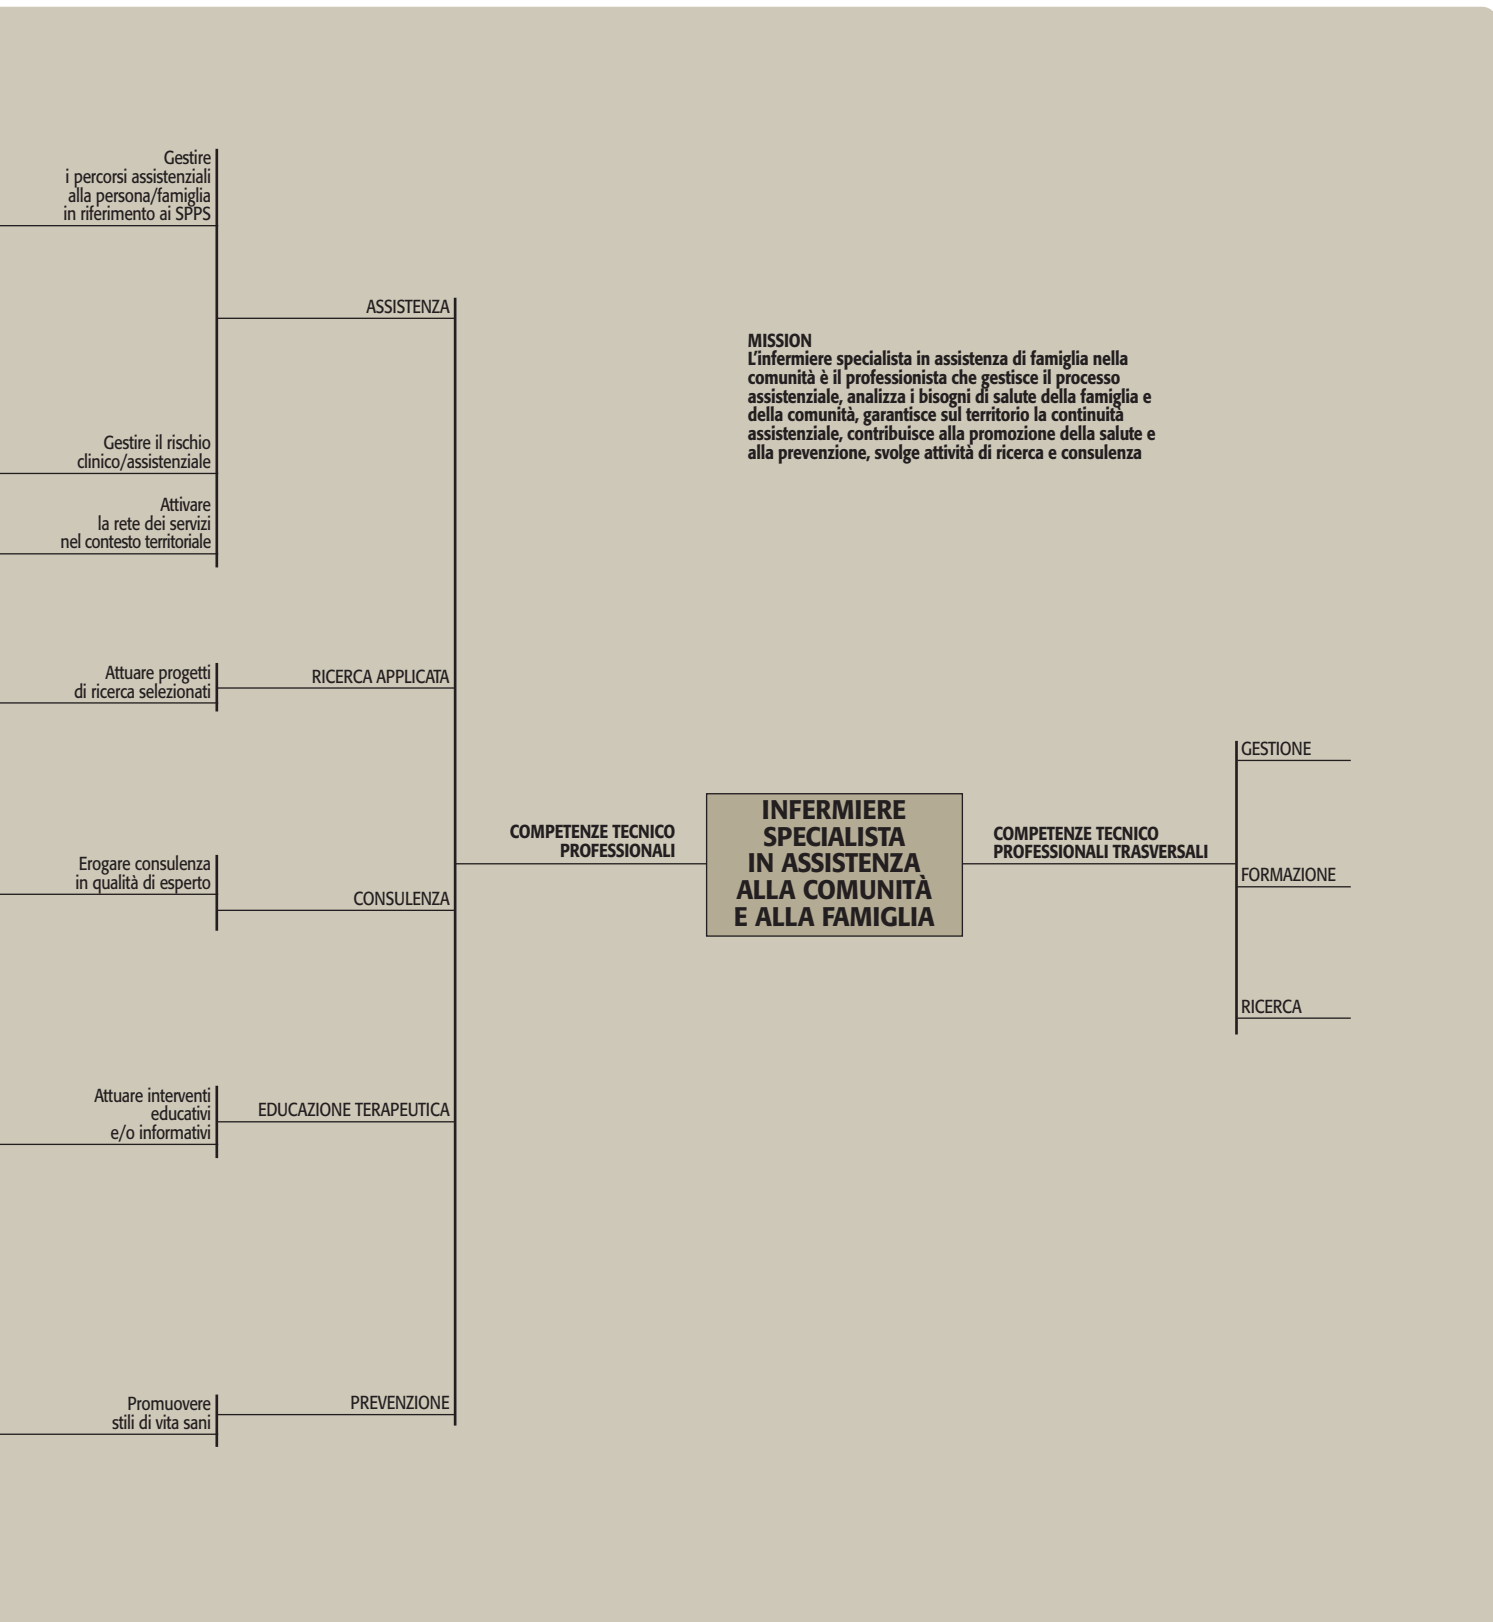 Gestire
i percorsi assistenziali
alla persona/famiglia
in riferimento ai SPPS
ASSISTENZA
MISSION
L'infermiere specialista in assistenza di famiglia nella
comunità è il professionista che gestisce il processo
assistenziale, analizza i bisogni di salute della famiglia e
della comunità, garantisce sul territorio la continuità
assistenziale, contribuisce alla promozione della salute e
alla prevenzione, svolge attività di ricerca e consulenza
Gestire il rischio
clinico/assistenziale
Attivare
la rete dei servizi
nel contesto territoriale
Attuare progetti
di ricerca selezionati
RICERCA APPLICATA
GESTIONE
COMPETENZE TECNICO
PROFESSIONALI
INFERMIERE
SPECIALISTA
IN ASSISTENZA
ALLA COMUNITÀ
E ALLA FAMIGLIA
COMPETENZE TECNICO
PROFESSIONALI TRASVERSALI
Erogare consulenza
in qualità di esperto
CONSULENZA
FORMAZIONE
RICERCA
Attuare interventi
educativi
e/o informativi
EDUCAZIONE TERAPEUTICA
Promuovere
stili di vita sani
PREVENZIONE